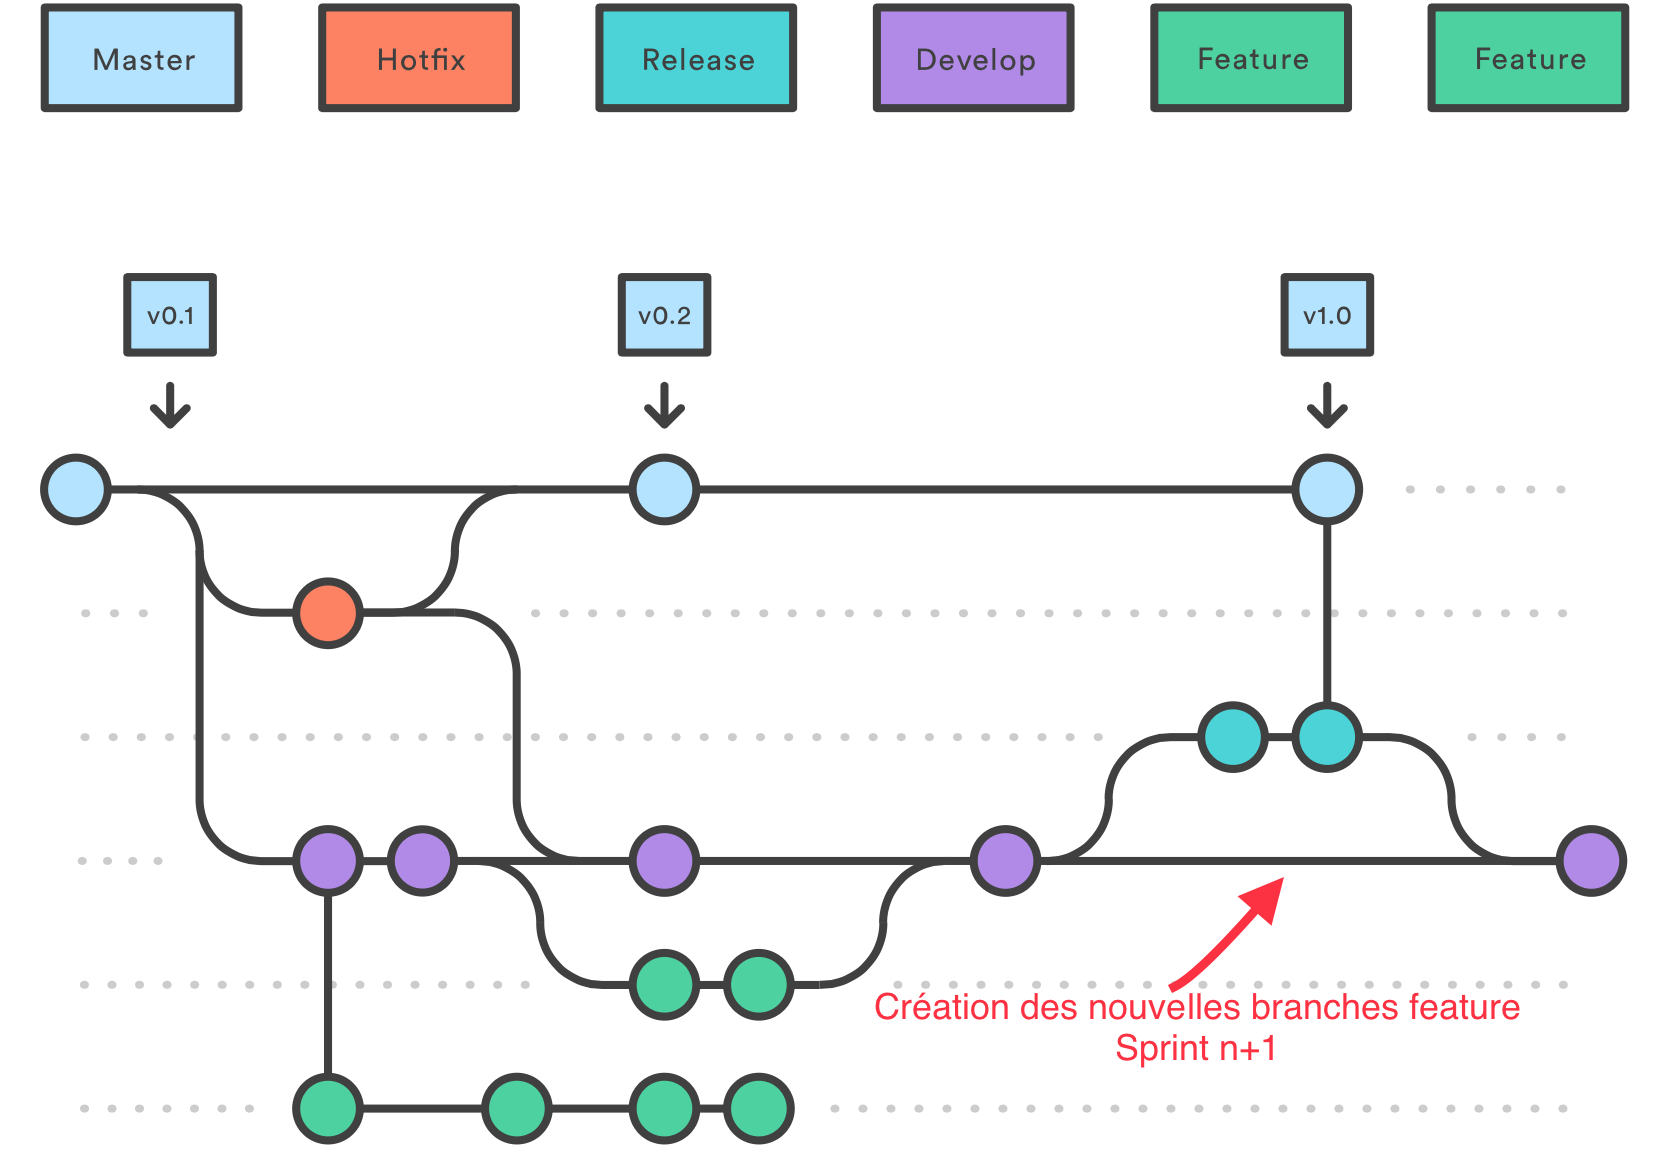 Master
Hotfix
Release
Develop
Feature
Feature
v0.1
v0.2
v1.0
Création des nouvelles branches feature
Sprint n+1